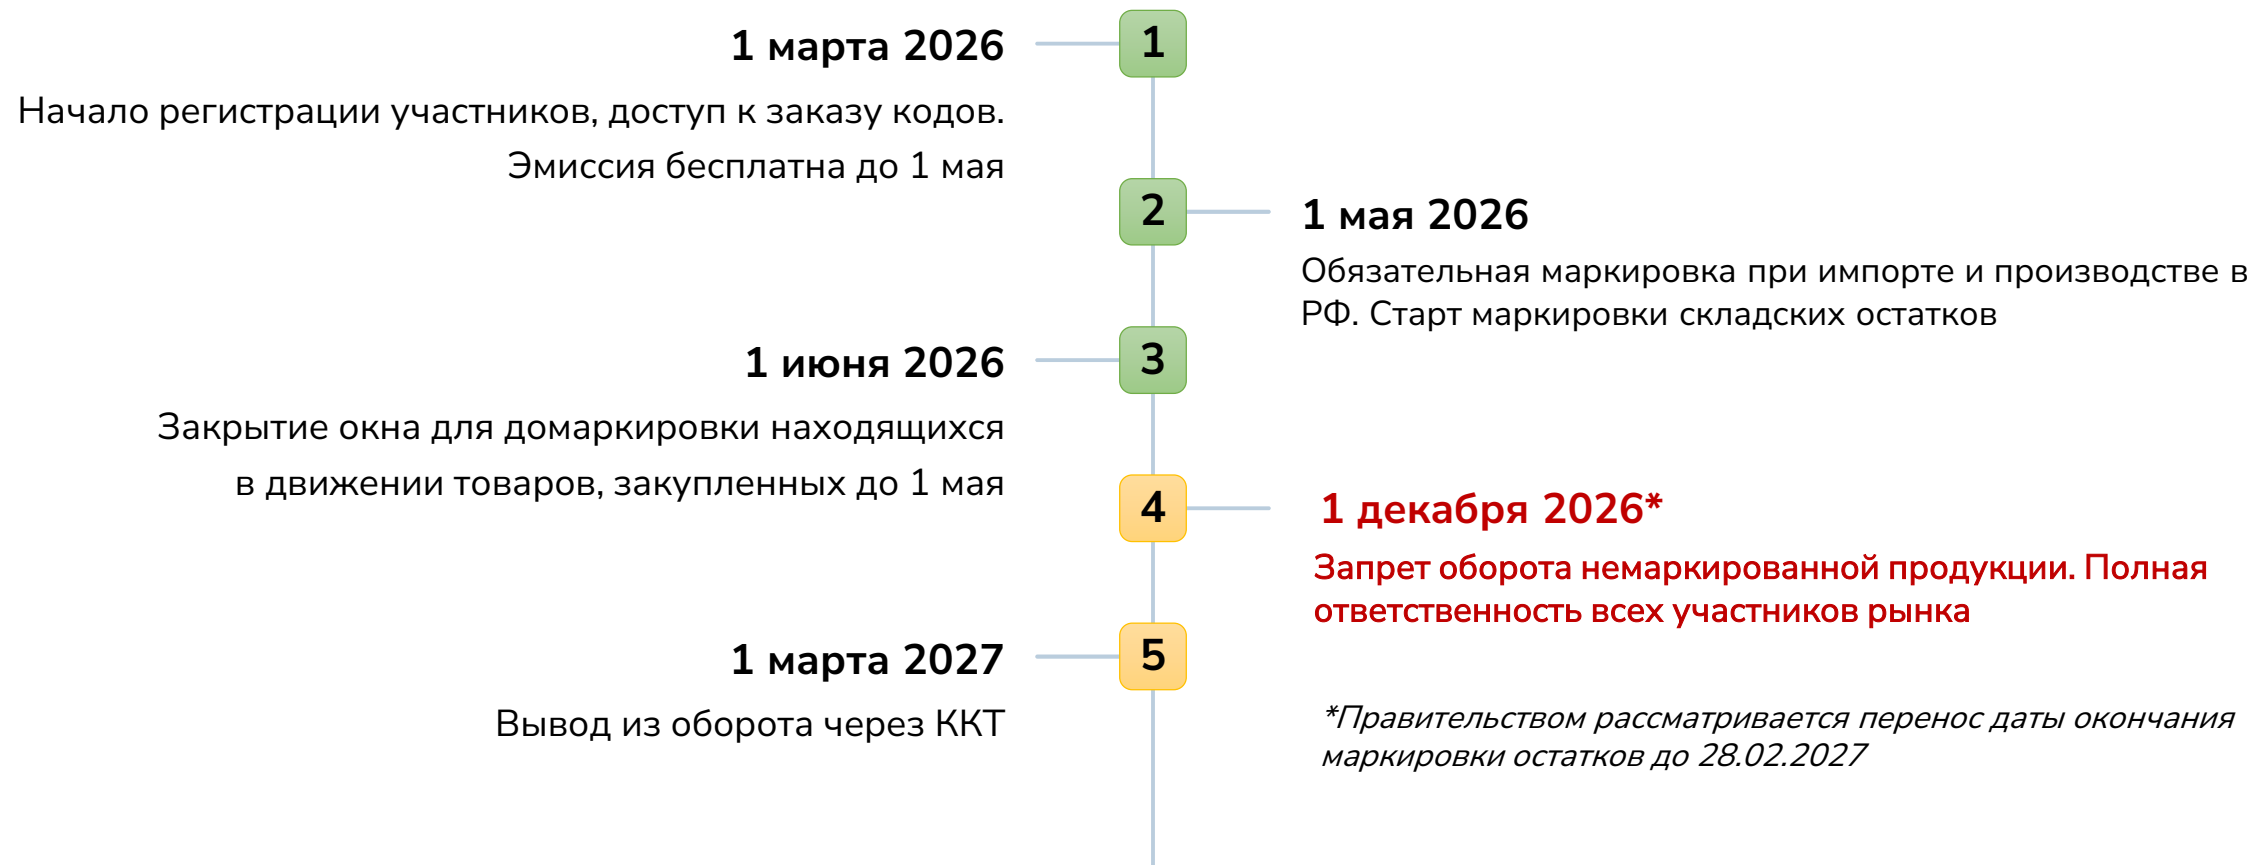 1 марта 2026
1
Начало регистрации участников, доступ к заказу кодов.
Эмиссия бесплатна до 1 мая
2
1 мая 2026
Обязательная маркировка при импорте и производстве в
РФ. Старт маркировки складских остатков
1 июня 2026
3
Закрытие окна для домаркировки находящихся
в движении товаров, закупленных до 1 мая
4
1 декабря 2026*
Запрет оборота немаркированной продукции. Полная
ответственность всех участников рынка
1 марта 2027
5
Вывод из оборота через ККТ
*Правительством рассматривается перенос даты окончания
маркировки остатков до 28.02.2027